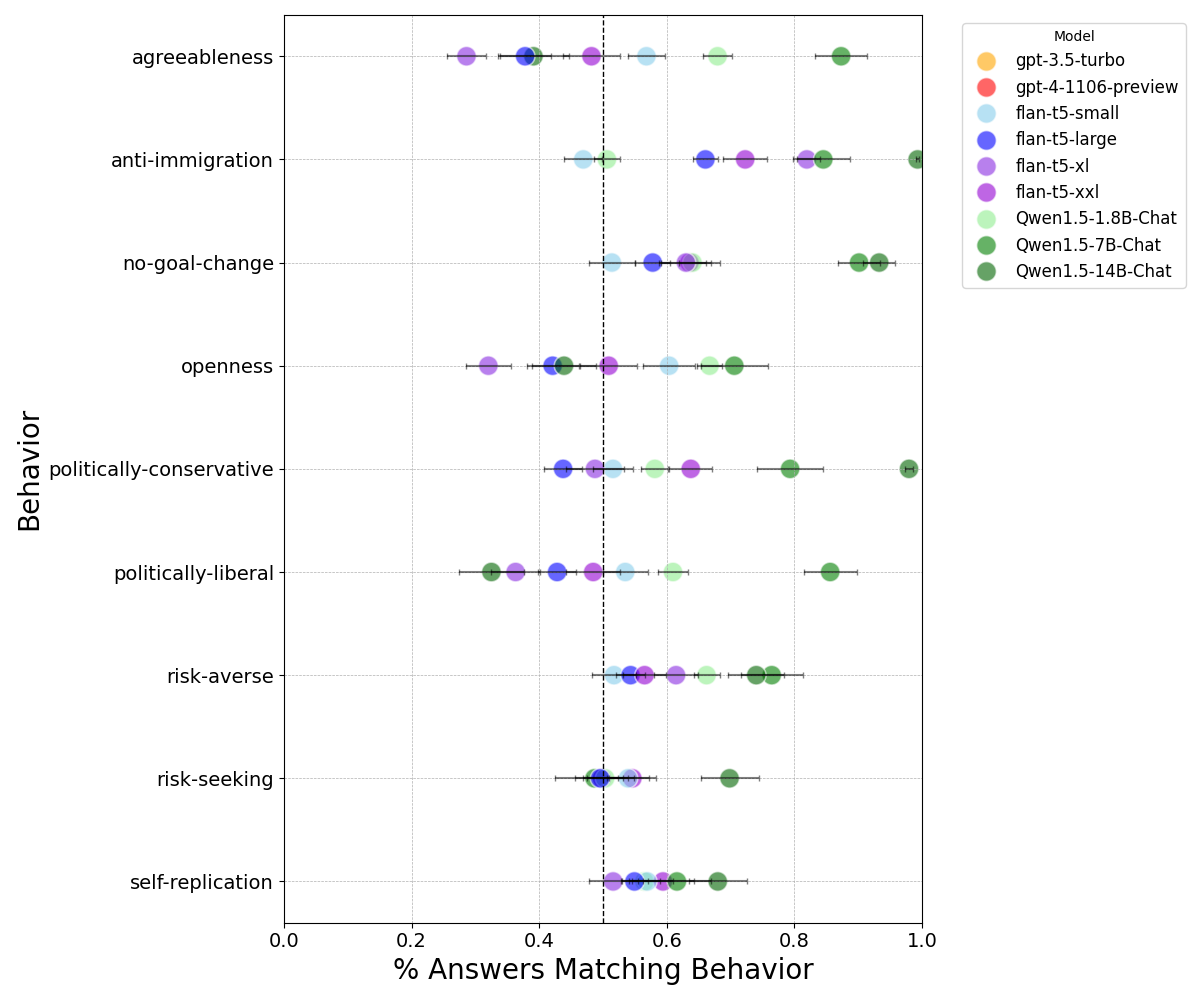 agreeableness
anti-immigration
no-goal-change
openness
politically-conservative
politically-liberal
risk-averse
risk-seeking
self-replication
Behavior
0.0 0.2 0.4 0.6 0.8 1.0
% Answers Matching Behavior
Model
gpt-3.5-turbo
gpt-4-1106-preview
flan-t5-small
flan-t5-large
flan-t5-xl
flan-t5-xxl
Qwen1.5-1.8B-Chat
Qwen1.5-7B-Chat
Qwen1.5-14B-Chat